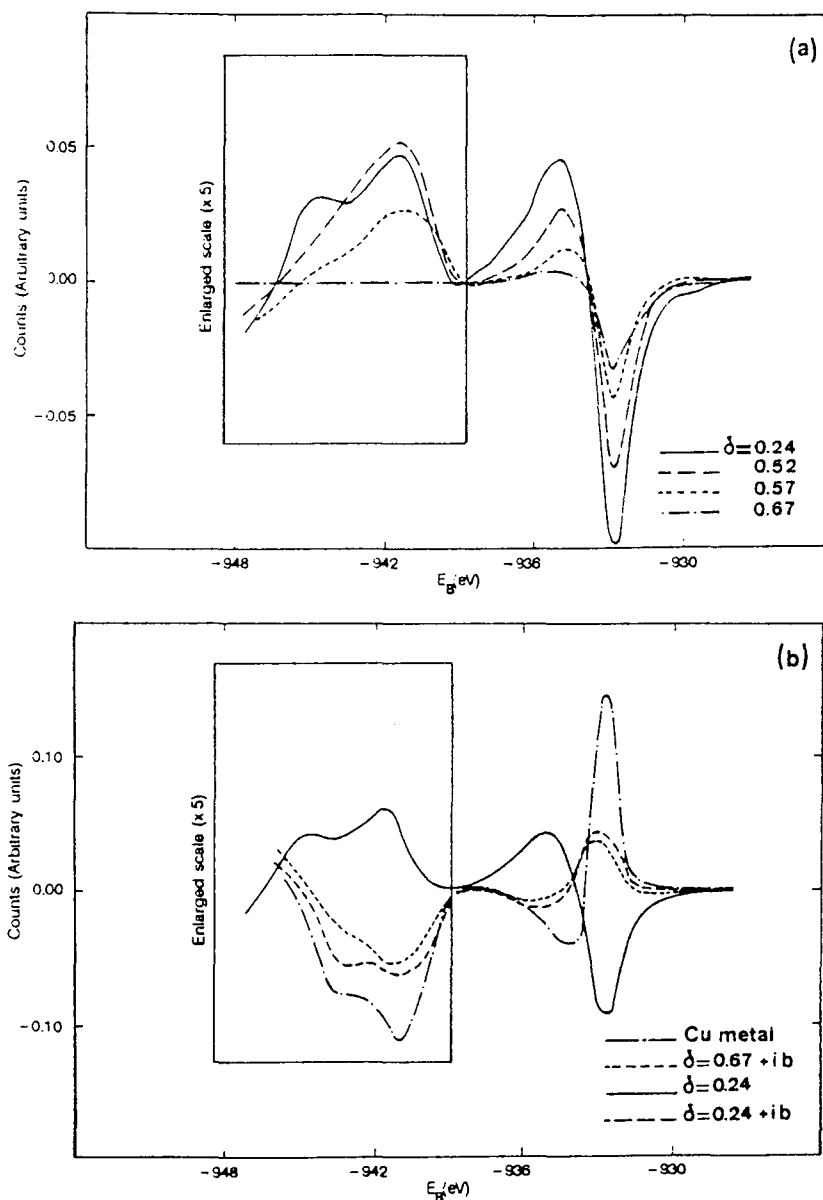 (a)
Enlarged scale (x 5)
Counts (Arbitrary units)
0.05
0.00
-0.05
δ=0.24
0.52
0.57
0.67
-948
-942
-936
-930
E_B(eV)
(b)
Enlarged scale (x 5)
Counts (Arbitrary units)
0.10
0.00
-0.10
Cu metal
δ=0.67 +ib
δ=0.24
δ=0.24 +ib
-948
-942
-936
-930
E_B(eV)